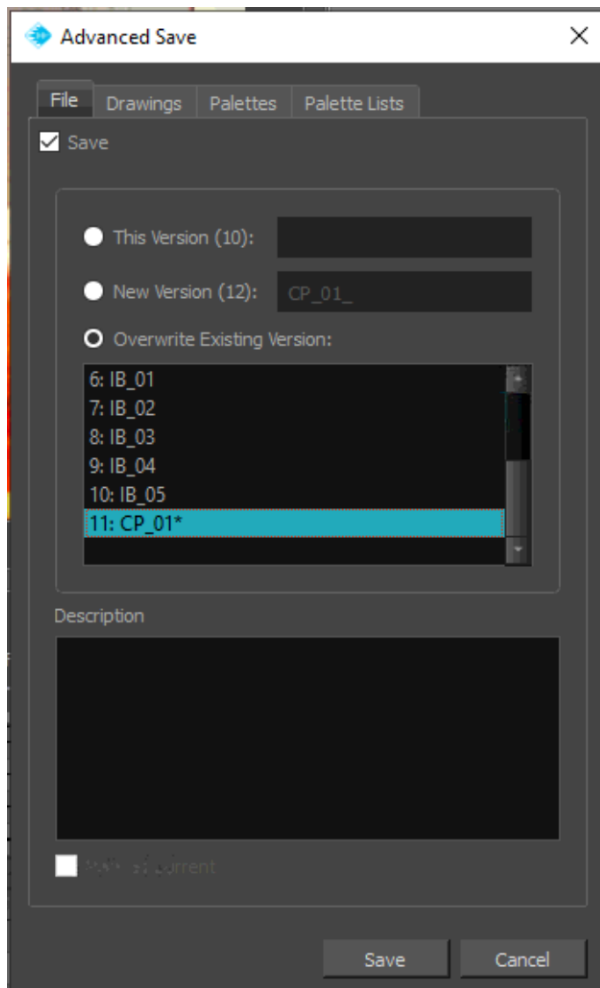 Advanced Save
File Drawings Palettes Palette Lists
Save
This Version (10):
New Version (12): CP_01_
Overwrite Existing Version:
6: IB_01
7: IB_02
8: IB_03
9: IB_04
10: IB_05
11: CP_01*
Description
Current
Save Cancel